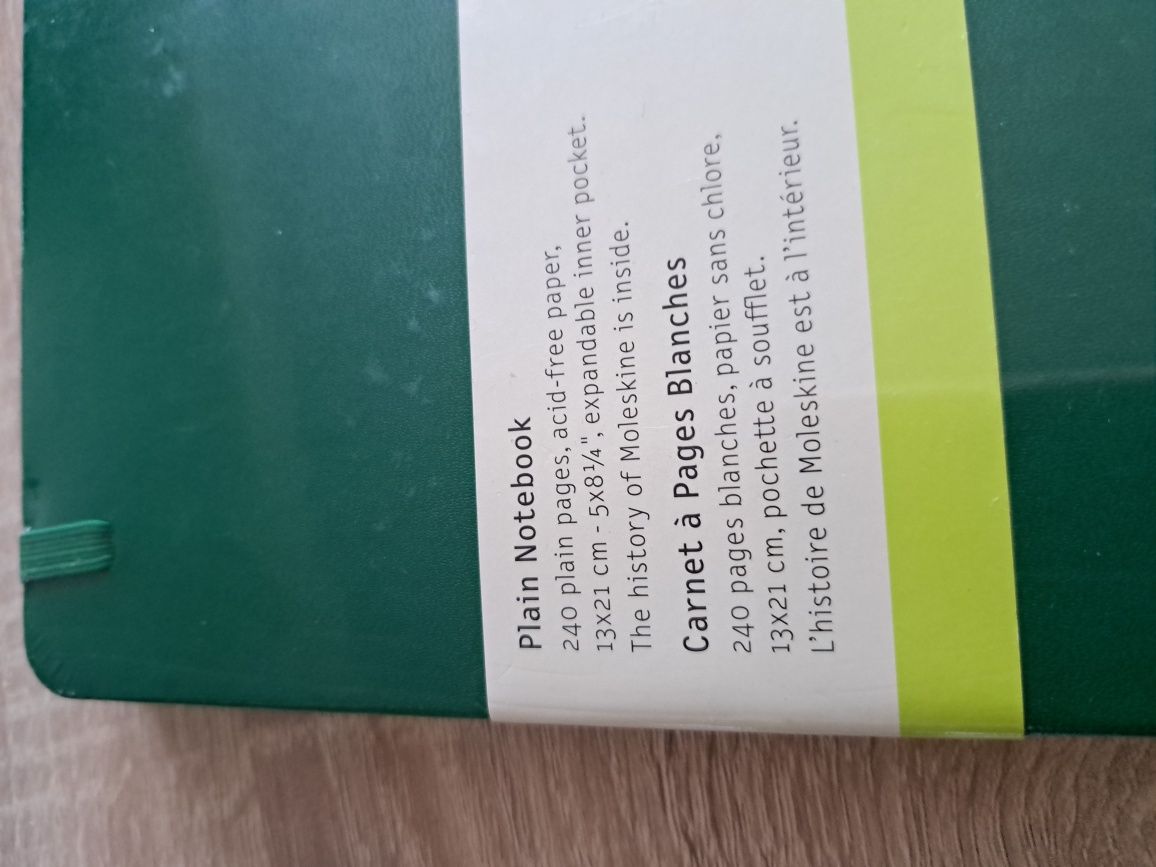 Plain Notebook
240 plain pages, acid-free paper,
13x21 cm - 5x8¼", expandable inner pocket.
The history of Moleskine is inside.
Carnet à Pages Blanches
240 pages blanches, papier sans chlore,
13x21 cm, pochette à soufflet.
L'histoire de Moleskine est à l'intérieur.